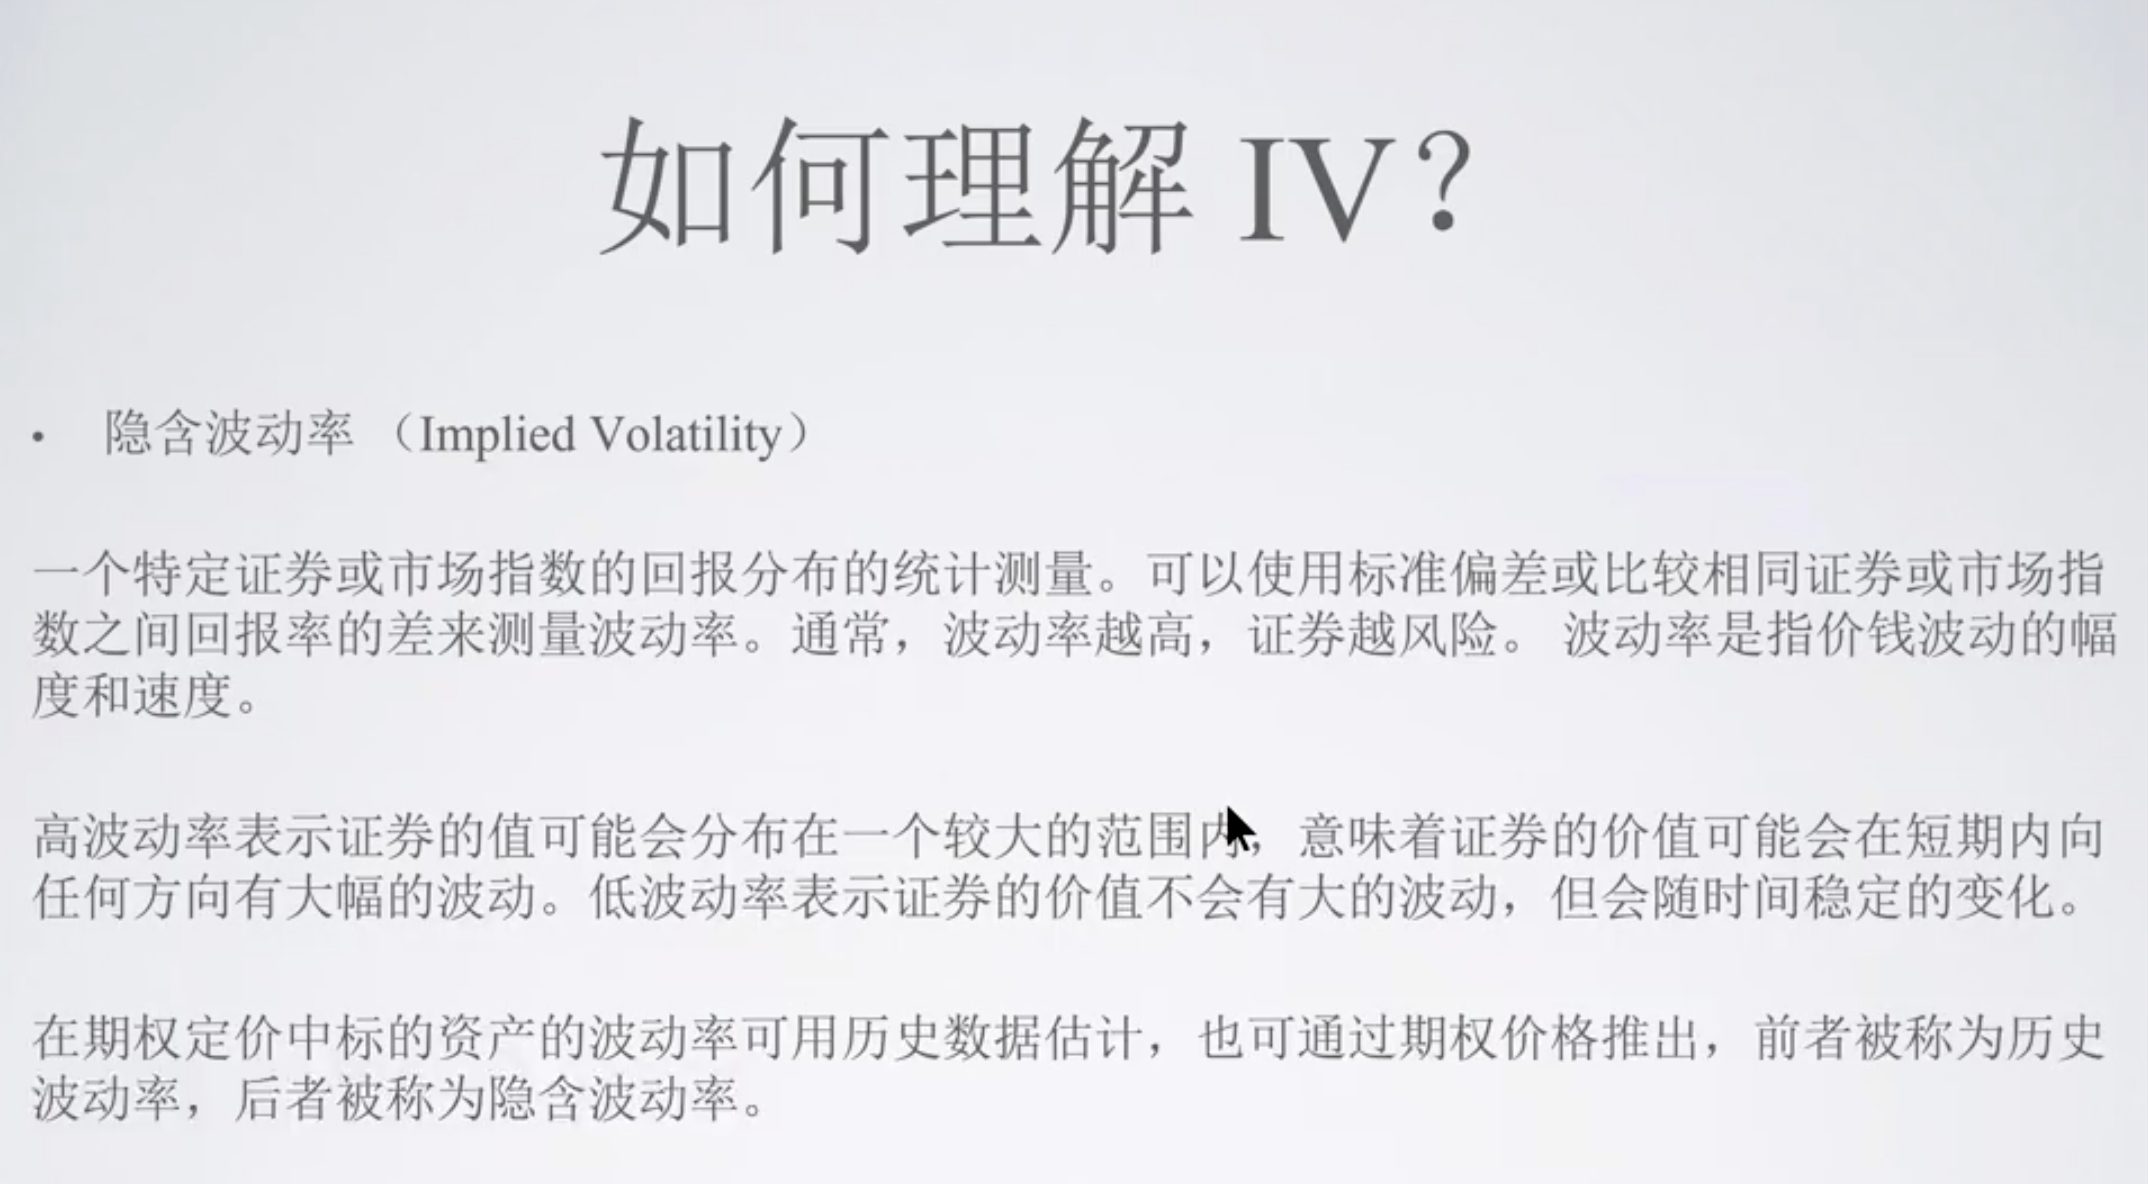 如何理解 IV？
• 隐含波动率 （Implied Volatility）
一个特定证券或市场指数的回报分布的统计测量。可以使用标准偏差或比较相同证券或市场指
数之间回报率的差来测量波动率。通常，波动率越高，证券越风险。 波动率是指价钱波动的幅
度和速度。
高波动率表示证券的值可能会分布在一个较大的范围内，意味着证券的价值可能会在短期内向
任何方向有大幅的波动。低波动率表示证券的价值不会有大的波动，但会随时间稳定的变化。
在期权定价中标的资产的波动率可用历史数据估计，也可通过期权价格推出，前者被称为历史
波动率，后者被称为隐含波动率。